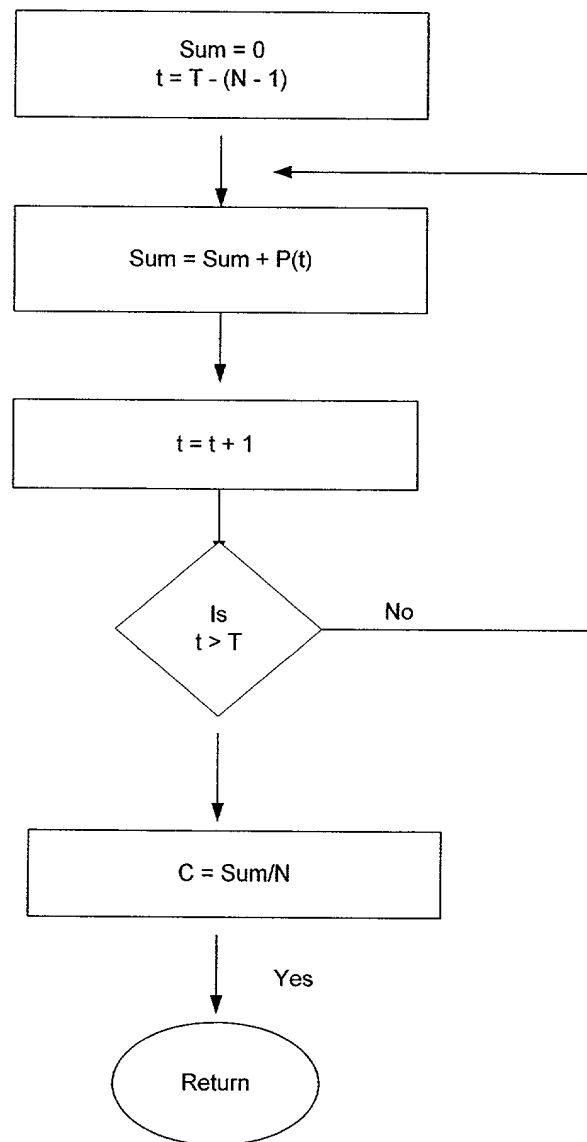 Sum = 0
t = T - (N - 1)
Sum = Sum + P(t)
t = t + 1
Is
t > T
No
C = Sum/N
Yes
Return